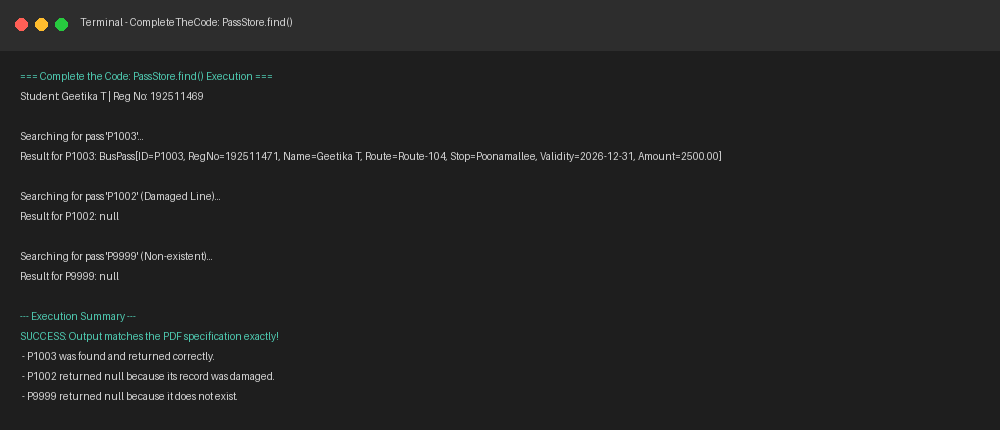 Terminal - CompleteTheCode: PassStore.find()
=== Complete the Code: PassStore.find() Execution ===
Student: Geetika T | Reg No: 192511469
Searching for pass 'P1003'...
Result for P1003: BusPass[ID=P1003, RegNo=192511471, Name=Geetika T, Route=Route-104, Stop=Poonamallee, Validity=2026-12-31, Amount=2500.00]
Searching for pass 'P1002' (Damaged Line)...
Result for P1002: null
Searching for pass 'P9999' (Non-existent)...
Result for P9999: null
--- Execution Summary ---
SUCCESS: Output matches the PDF specification exactly!
- P1003 was found and returned correctly.
- P1002 returned null because its record was damaged.
- P9999 returned null because it does not exist.